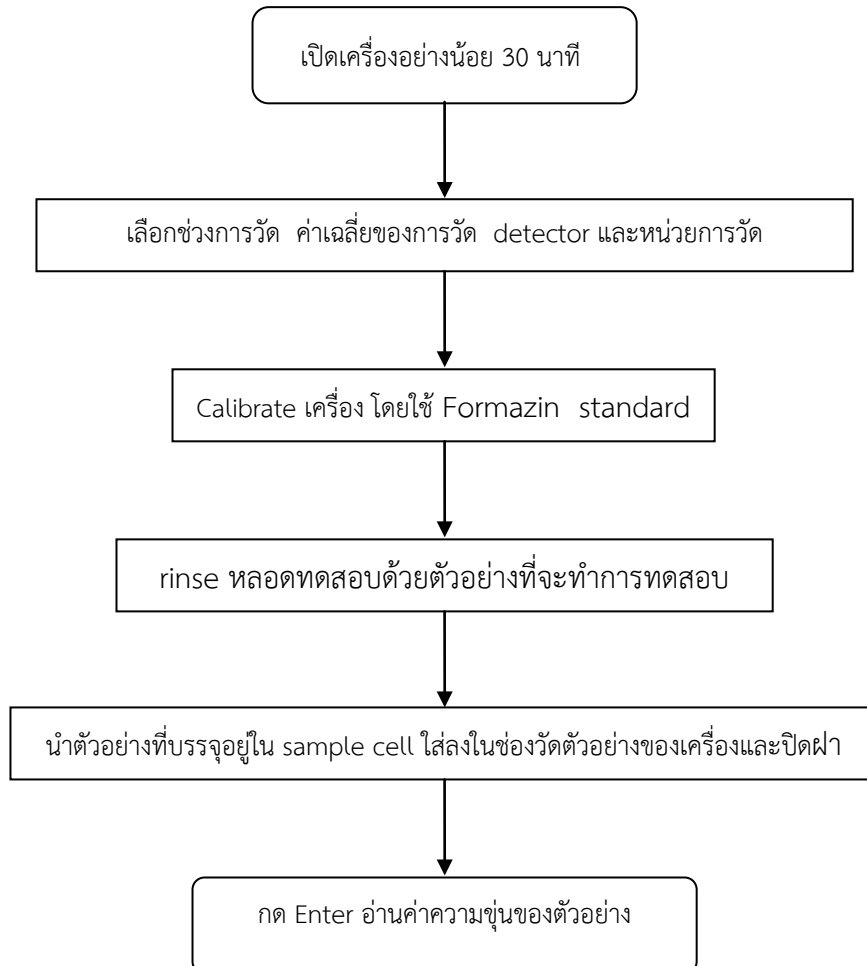 เปิดเครื่องอย่างน้อย 30 นาที
เลือกช่วงการวัด ค่าเฉลี่ยของการวัด detector และหน่วยการวัด
Calibrate เครื่อง โดยใช้ Formazin standard
rinse หลอดทดสอบด้วยตัวอย่างที่จะทำการทดสอบ
นำตัวอย่างที่บรรจุอยู่ใน sample cell ใส่ลงในช่องวัดตัวอย่างของเครื่องและปิดฝา
กด Enter อ่านค่าความขุ่นของตัวอย่าง